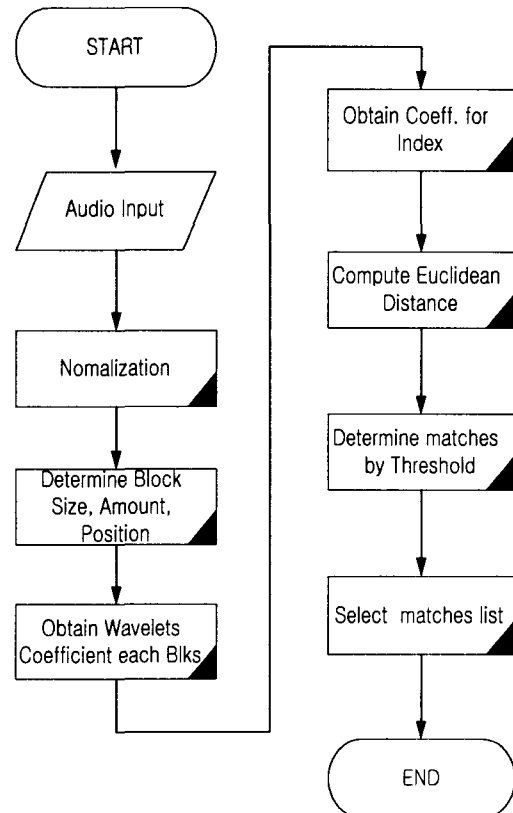 START
Audio Input
Nomalization
Determine Block
Size, Amount,
Position
Obtain Wavelets
Coefficient each Blks
Obtain Coeff. for
Index
Compute Euclidean
Distance
Determine matches
by Threshold
Select matches list
END